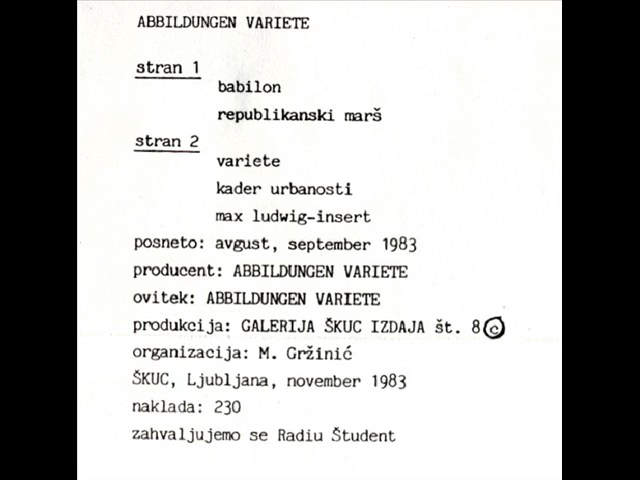 ABBILDUNGEN VARIETE
stran 1
babilon
republikanski marš
stran 2
variete
kader urbanosti
max ludwig-insert
posneto: avgust, september 1983
producent: ABBILDUNGEN VARIETE
ovitek: ABBILDUNGEN VARIETE
produkcija: GALERIJA ŠKUC IZDAJA št. 8 ©
organizacija: M. Gržinić
ŠKUC, Ljubljana, november 1983
naklada: 230
zahvaljujemo se Radiu Študent